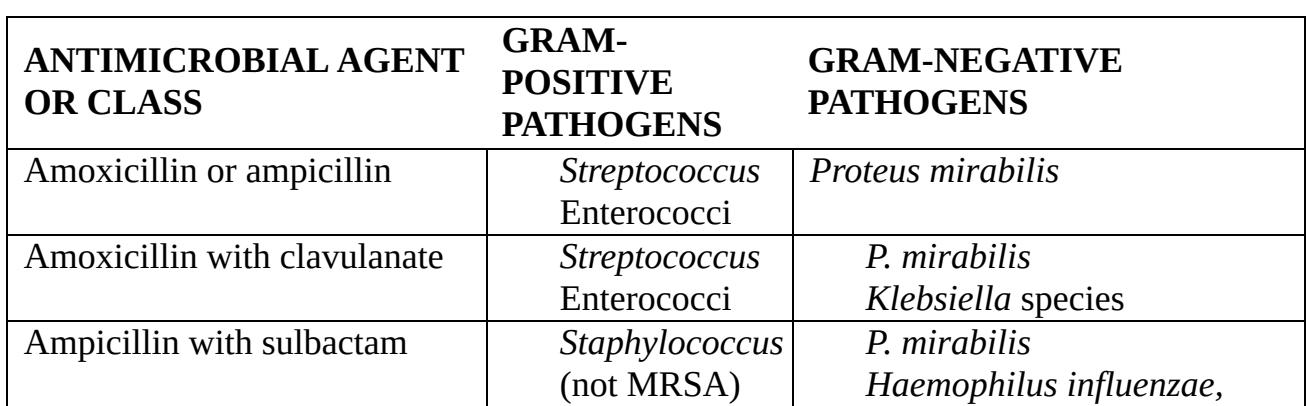 ANTIMICROBIAL AGENT
OR CLASS
GRAM-
POSITIVE
PATHOGENS
GRAM-NEGATIVE
PATHOGENS
Amoxicillin or ampicillin
Streptococcus
Enterococci
Proteus mirabilis
Amoxicillin with clavulanate
Streptococcus
Enterococci
P. mirabilis
Klebsiella species
Ampicillin with sulbactam
Staphylococcus
(not MRSA)
P. mirabilis
Haemophilus influenzae,